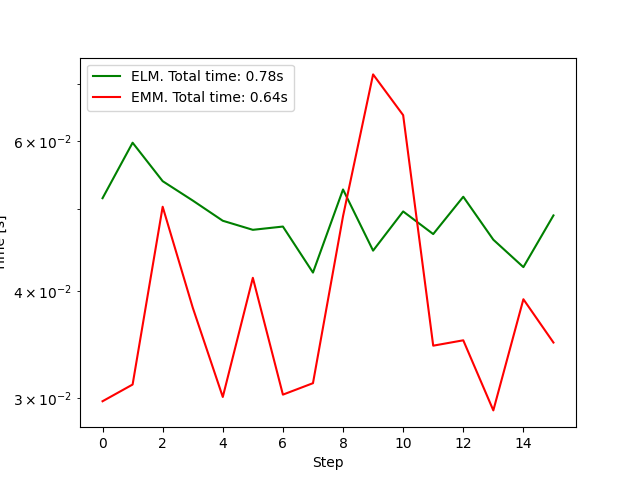 ELM. Total time: 0.78s
EMM. Total time: 0.64s
6 × 10⁻²
4 × 10⁻²
3 × 10⁻²
Time [s]
0 2 4 6 8 10 12 14
Step